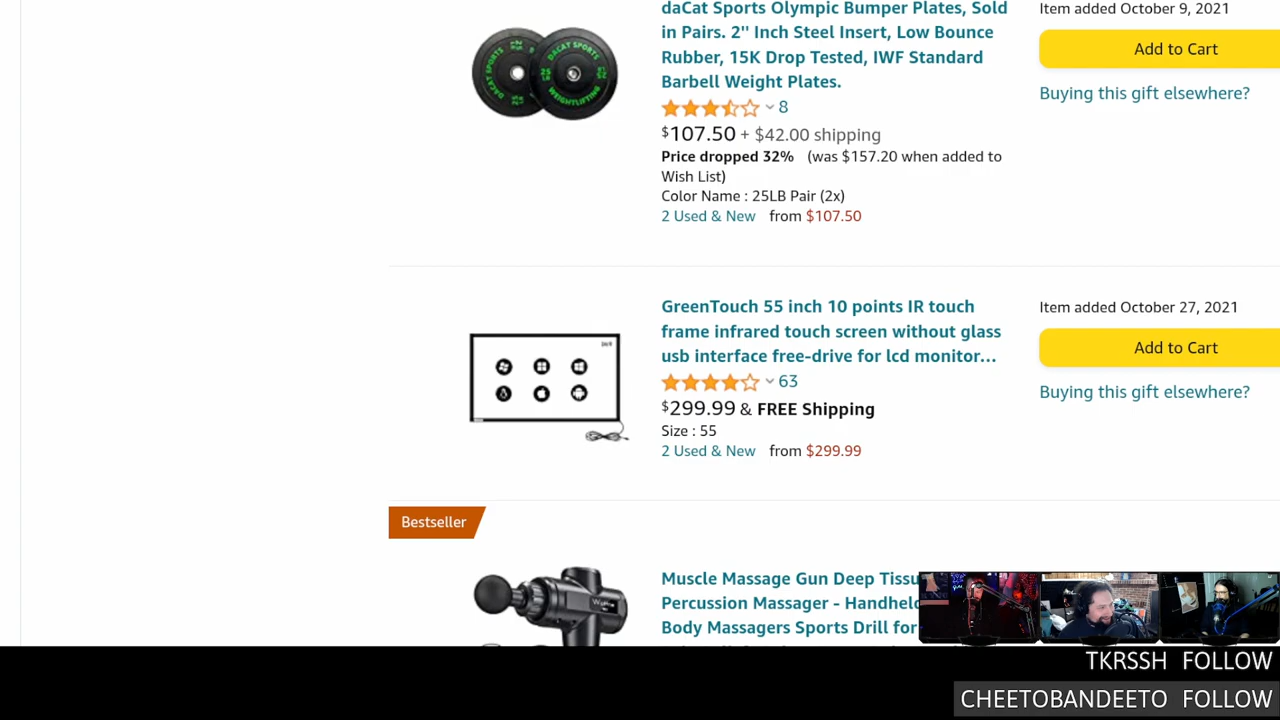 daCat Sports Olympic Bumper Plates, Sold
in Pairs. 2" Inch Steel Insert, Low Bounce
Rubber, 15K Drop Tested, IWF Standard
Barbell Weight Plates.
8
$107.50 + $42.00 shipping
Price dropped 32% (was $157.20 when added to
Wish List)
Color Name : 25LB Pair (2x)
2 Used & New from $107.50
Item added October 9, 2021
Add to Cart
Buying this gift elsewhere?
DACAT SPORTS
DACAT SPORTS
WEIGHTLIFTING
GreenTouch 55 inch 10 points IR touch
frame infrared touch screen without glass
usb interface free-drive for lcd monitor...
63
$299.99 & FREE Shipping
Size : 55
2 Used & New from $299.99
Item added October 27, 2021
Add to Cart
Buying this gift elsewhere?
Bestseller
Muscle Massage Gun Deep Tissu
Percussion Massager - Handheld
Body Massagers Sports Drill for
TKRSSH FOLLOW
CHEETOBANDEETO FOLLOW